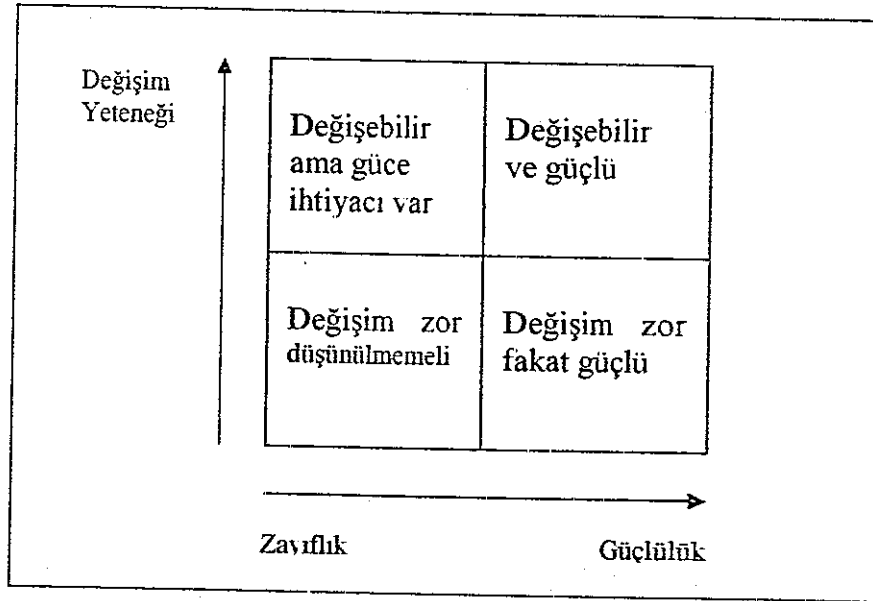 Değişim
Yeteneği
Değişebilir
ama güce
ihtiyacı var
Değişebilir
ve güçlü
Değişim zor
düşünülmemeli
Değişim zor
fakat güçlü
Zayıflık
Güçlülük